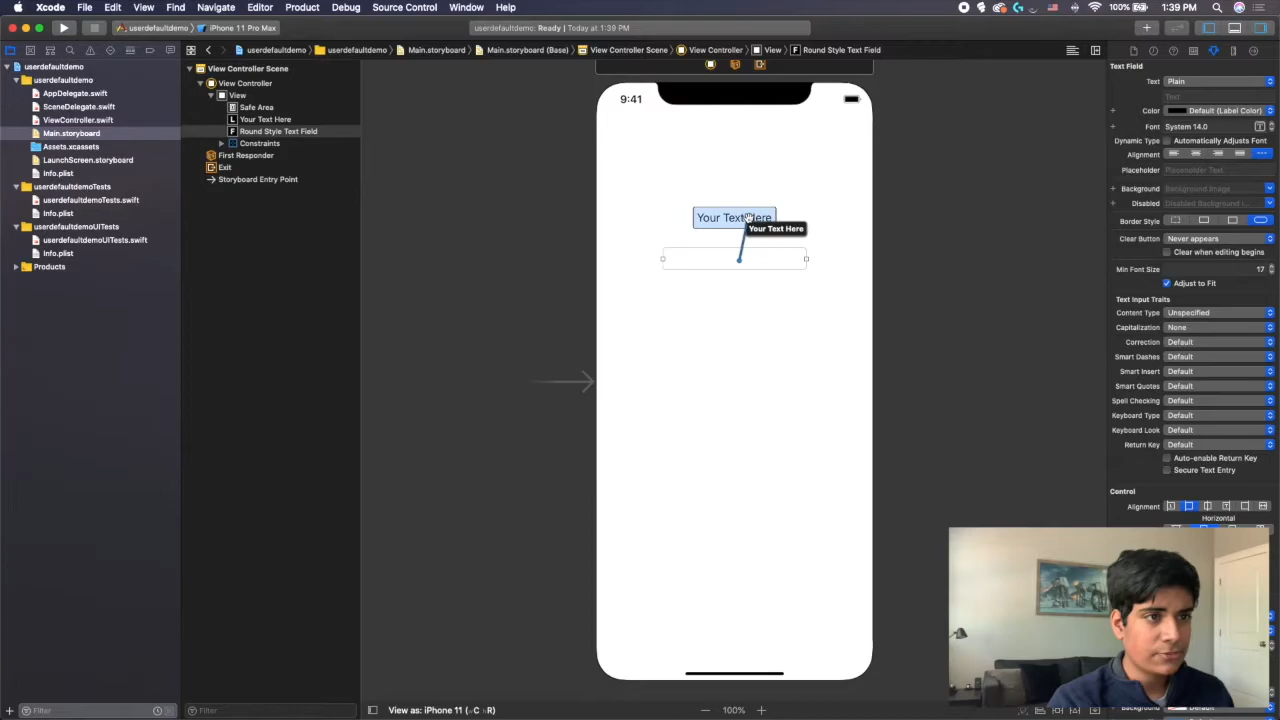 Xcode File Edit View Find Navigate Editor Product Debug Source Control Window Help 100% 1:39 PM
userdefaultdemo iPhone 11 Pro Max userdefaultdemo: Ready | Today at 1:39 PM
userdefaultdemo userdefaultdemo Main.storyboard Main.storyboard (Base) View Controller Scene View Controller View F Round Style Text Field
userdefaultdemo
userdefaultdemo
AppDelegate.swift
SceneDelegate.swift
ViewController.swift
Main.storyboard
Assets.xcassets
LaunchScreen.storyboard
Info.plist
userdefaultdemoTests
userdefaultdemoTests.swift
Info.plist
userdefaultdemoUITests
userdefaultdemoUITests.swift
Info.plist
Products
Filter
View Controller Scene
View Controller
View
Safe Area
L Your Text Here
F Round Style Text Field
Constraints
First Responder
Exit
Storyboard Entry Point
Filter
9:41
Your Text Here
Your Text Here
View as: iPhone 11 (wC hR)
100%
Text Field
Text Plain
Text
Color Default (Label Color)
Font System 14.0
Dynamic Type Automatically Adjusts Font
Alignment
Placeholder Placeholder Text
Background Background Image
Disabled Disabled Background I...
Border Style
Clear Button Never appears
Clear when editing begins
Min Font Size 17
Adjust to Fit
Text Input Traits
Content Type Unspecified
Capitalization None
Correction Default
Smart Dashes Default
Smart Insert Default
Smart Quotes Default
Spell Checking Default
Keyboard Type Default
Keyboard Look Default
Return Key Default
Auto-enable Return Key
Secure Text Entry
Control
Alignment
Horizontal